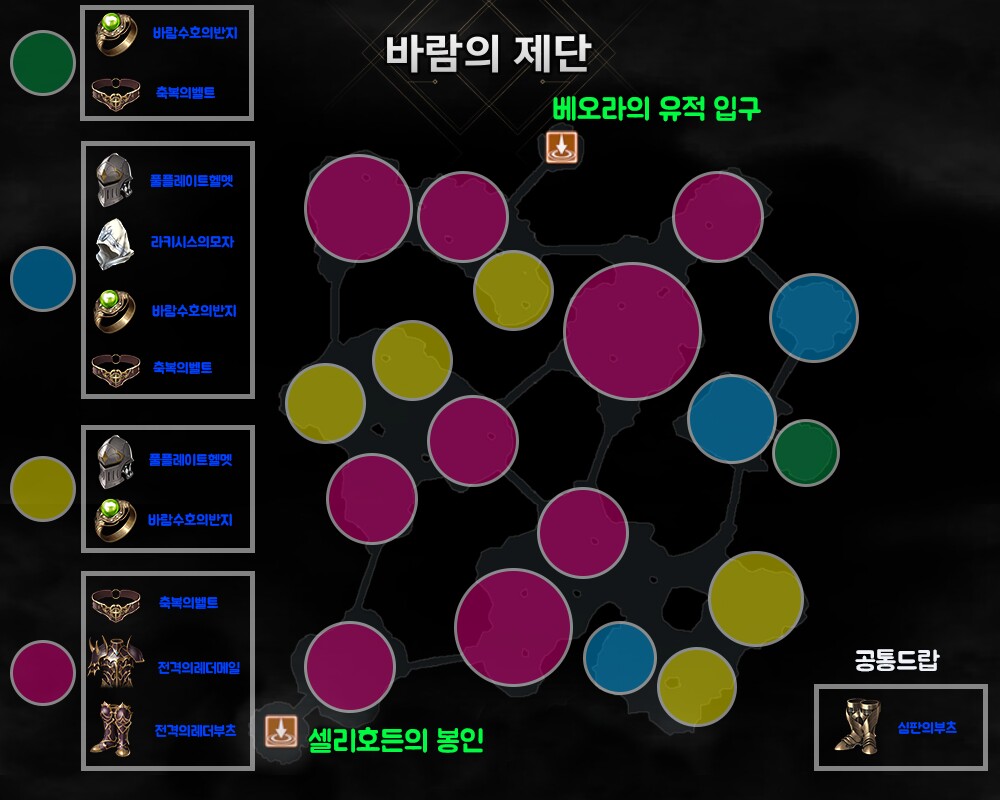 바람의 제단
베오라의 유적 입구
바람수호의반지
축복의벨트
풀플레이트헬멧
라키시스의모자
바람수호의반지
축복의벨트
풀플레이트헬멧
바람수호의반지
축복의벨트
전격의레더메일
전격의레더부츠
셀리호든의 봉인
공통드랍
실판의부츠